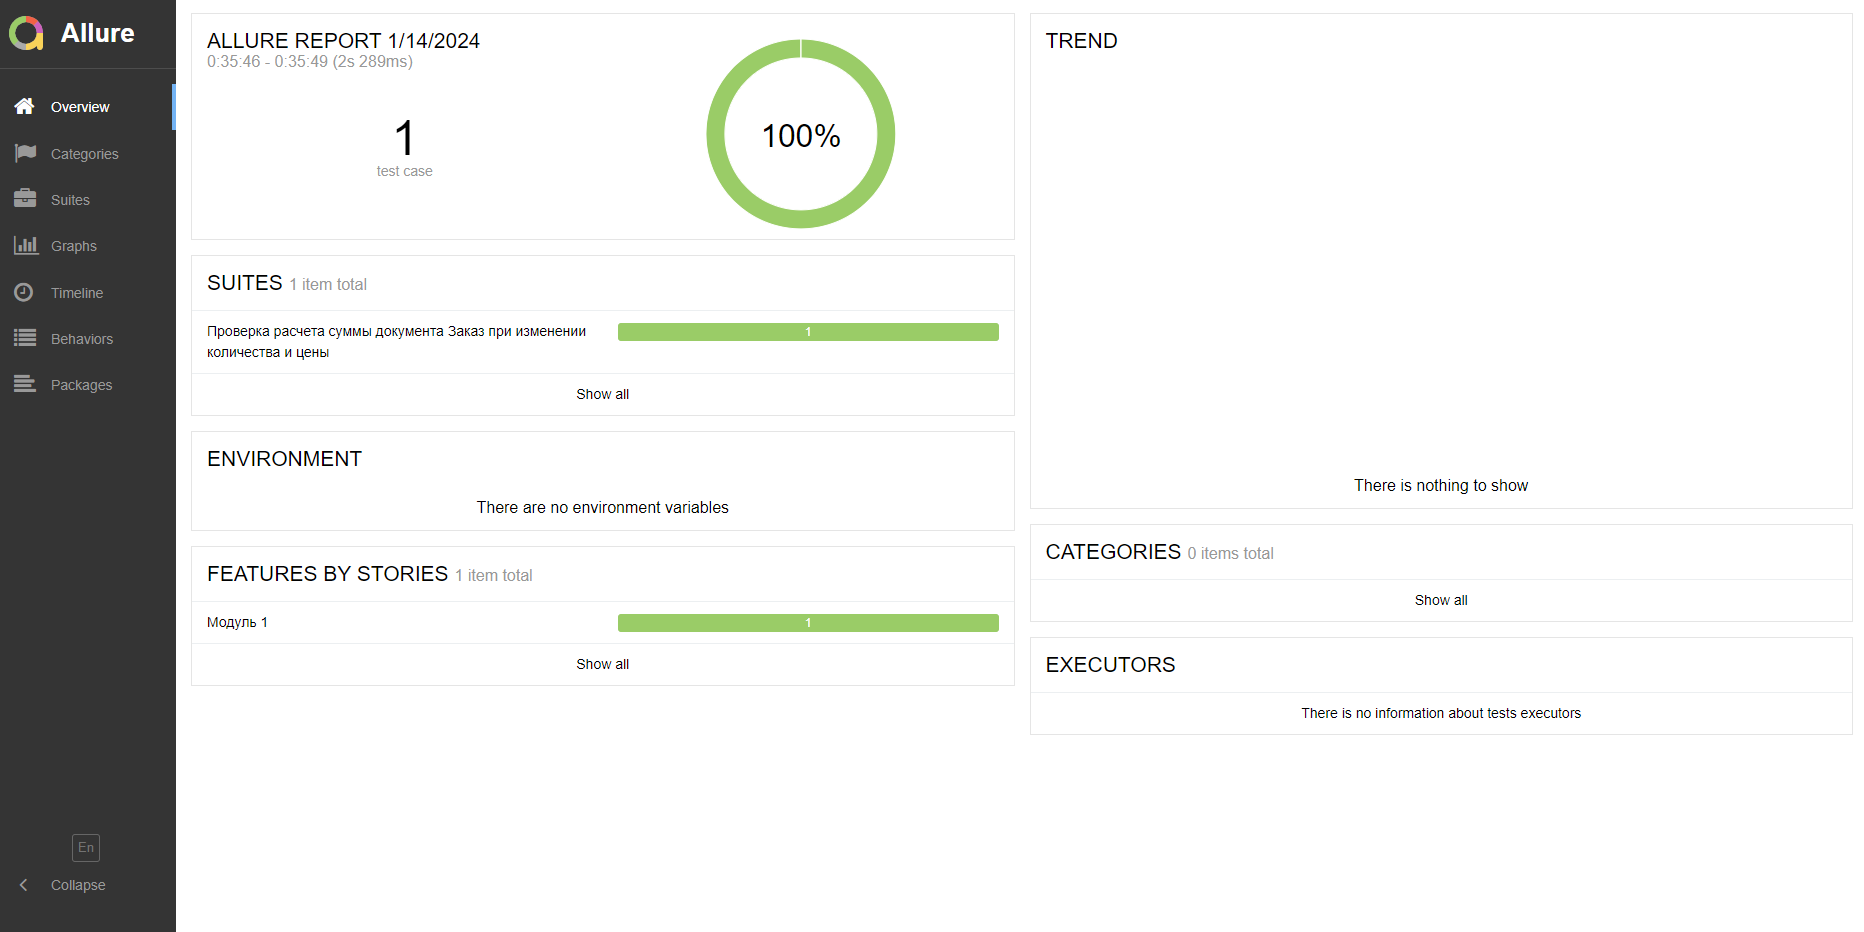 Allure
Overview
Categories
Suites
Graphs
Timeline
Behaviors
Packages
En
Collapse
ALLURE REPORT 1/14/2024
0:35:46 - 0:35:49 (2s 289ms)
1
test case
100%
SUITES 1 item total
Проверка расчета суммы документа Заказ при изменении
количества и цены
1
Show all
ENVIRONMENT
There are no environment variables
FEATURES BY STORIES 1 item total
Модуль 1
1
Show all
TREND
There is nothing to show
CATEGORIES 0 items total
Show all
EXECUTORS
There is no information about tests executors